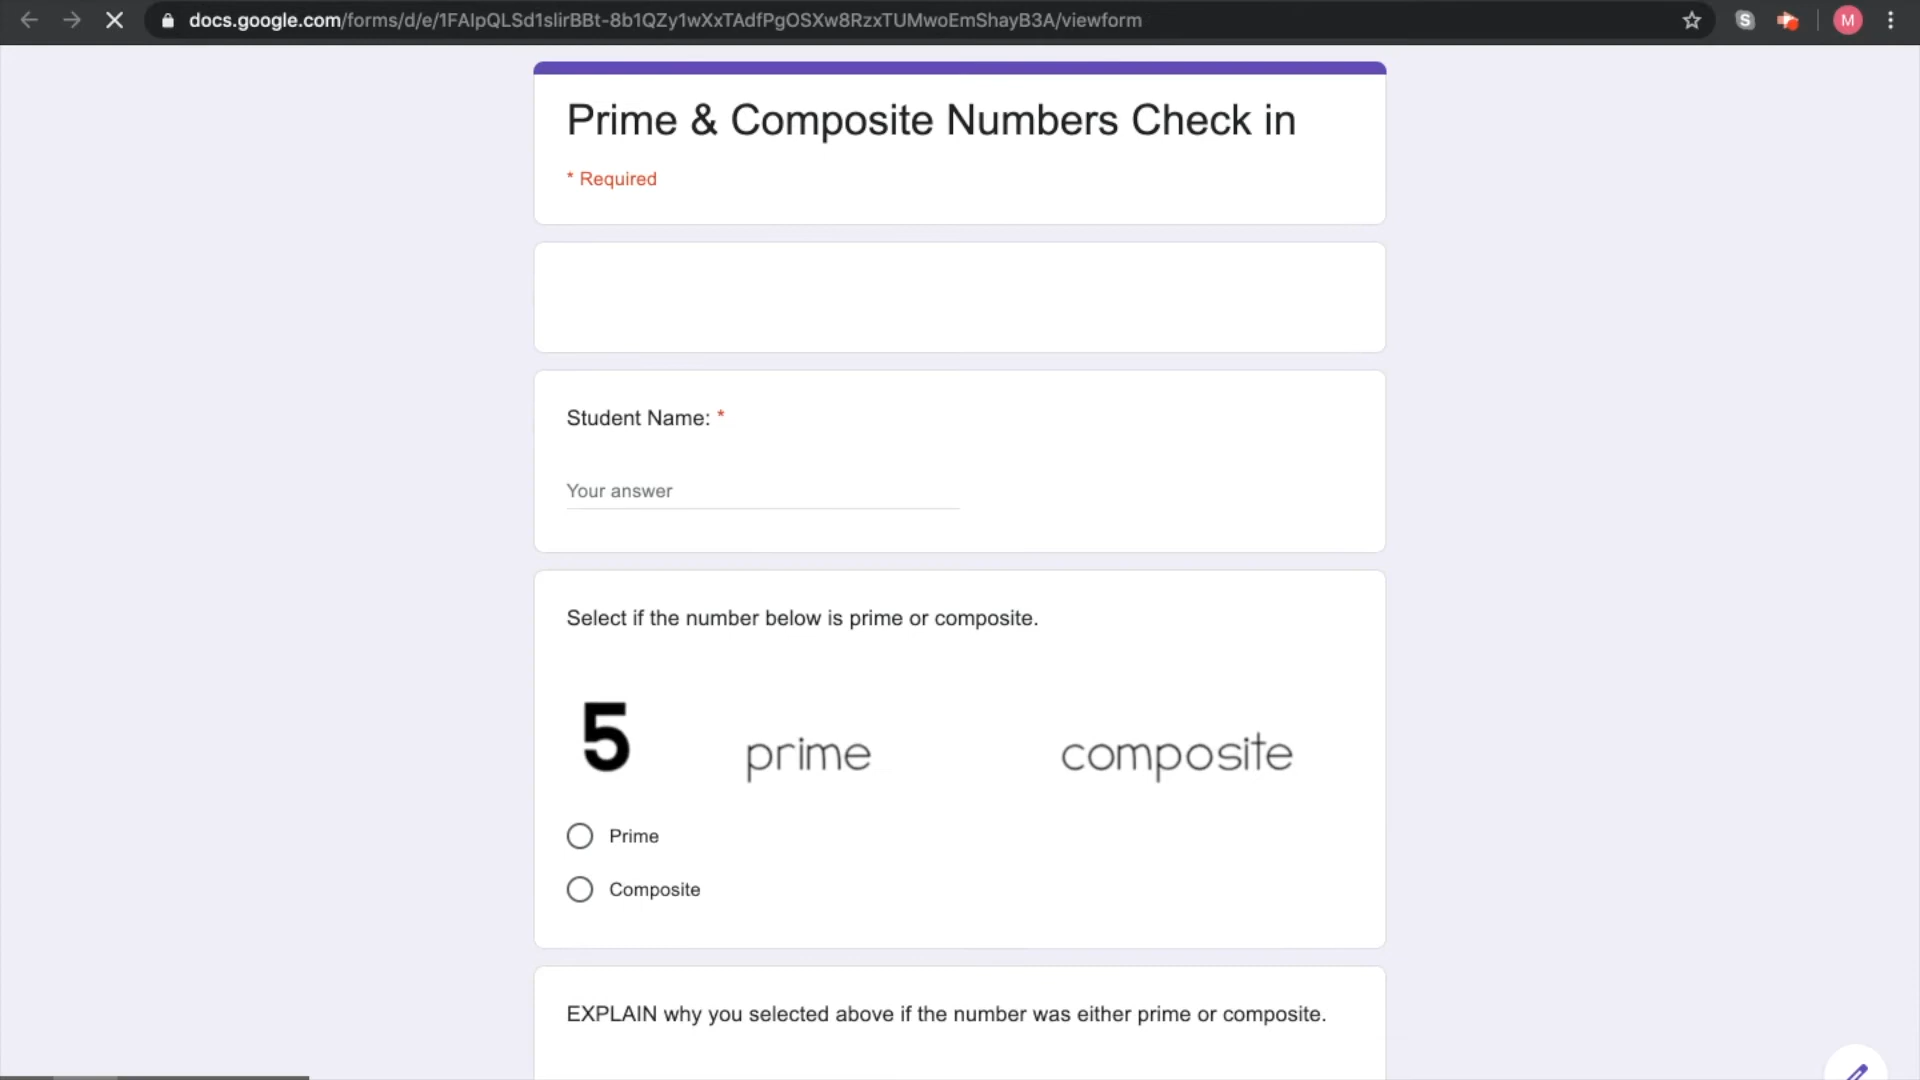 docs.google.com/forms/d/e/1FAIpQLSd1slirBBt-8b1QZy1wXxTAdfPgOSXw8RzxTUMwoEmShayB3A/viewform
S
M
Prime & Composite Numbers Check in
* Required
Student Name: *
Your answer
Select if the number below is prime or composite.
5 prime composite
Prime
Composite
EXPLAIN why you selected above if the number was either prime or composite.